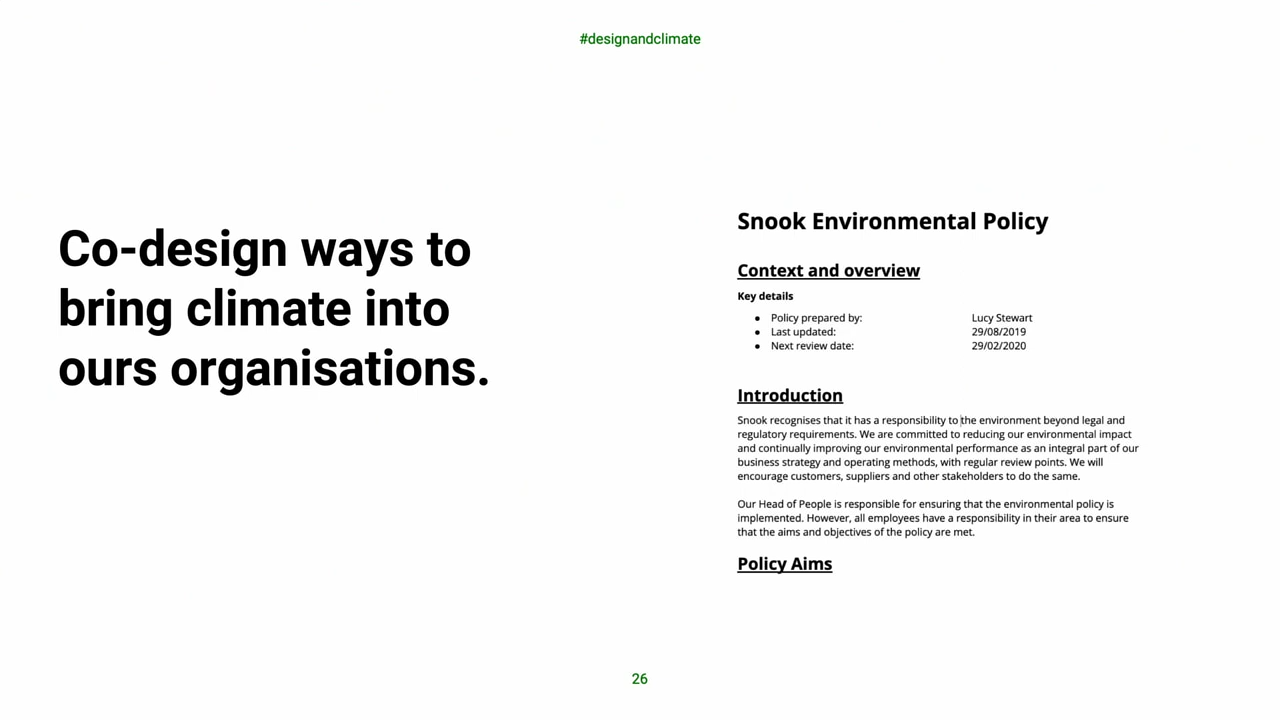 #designandclimate
Co-design ways to
bring climate into
ours organisations.
Snook Environmental Policy
Context and overview
Key details
● Policy prepared by: Lucy Stewart
● Last updated: 29/08/2019
● Next review date: 29/02/2020
Introduction
Snook recognises that it has a responsibility to the environment beyond legal and
regulatory requirements. We are committed to reducing our environmental impact
and continually improving our environmental performance as an integral part of our
business strategy and operating methods, with regular review points. We will
encourage customers, suppliers and other stakeholders to do the same.
Our Head of People is responsible for ensuring that the environmental policy is
implemented. However, all employees have a responsibility in their area to ensure
that the aims and objectives of the policy are met.
Policy Aims
26